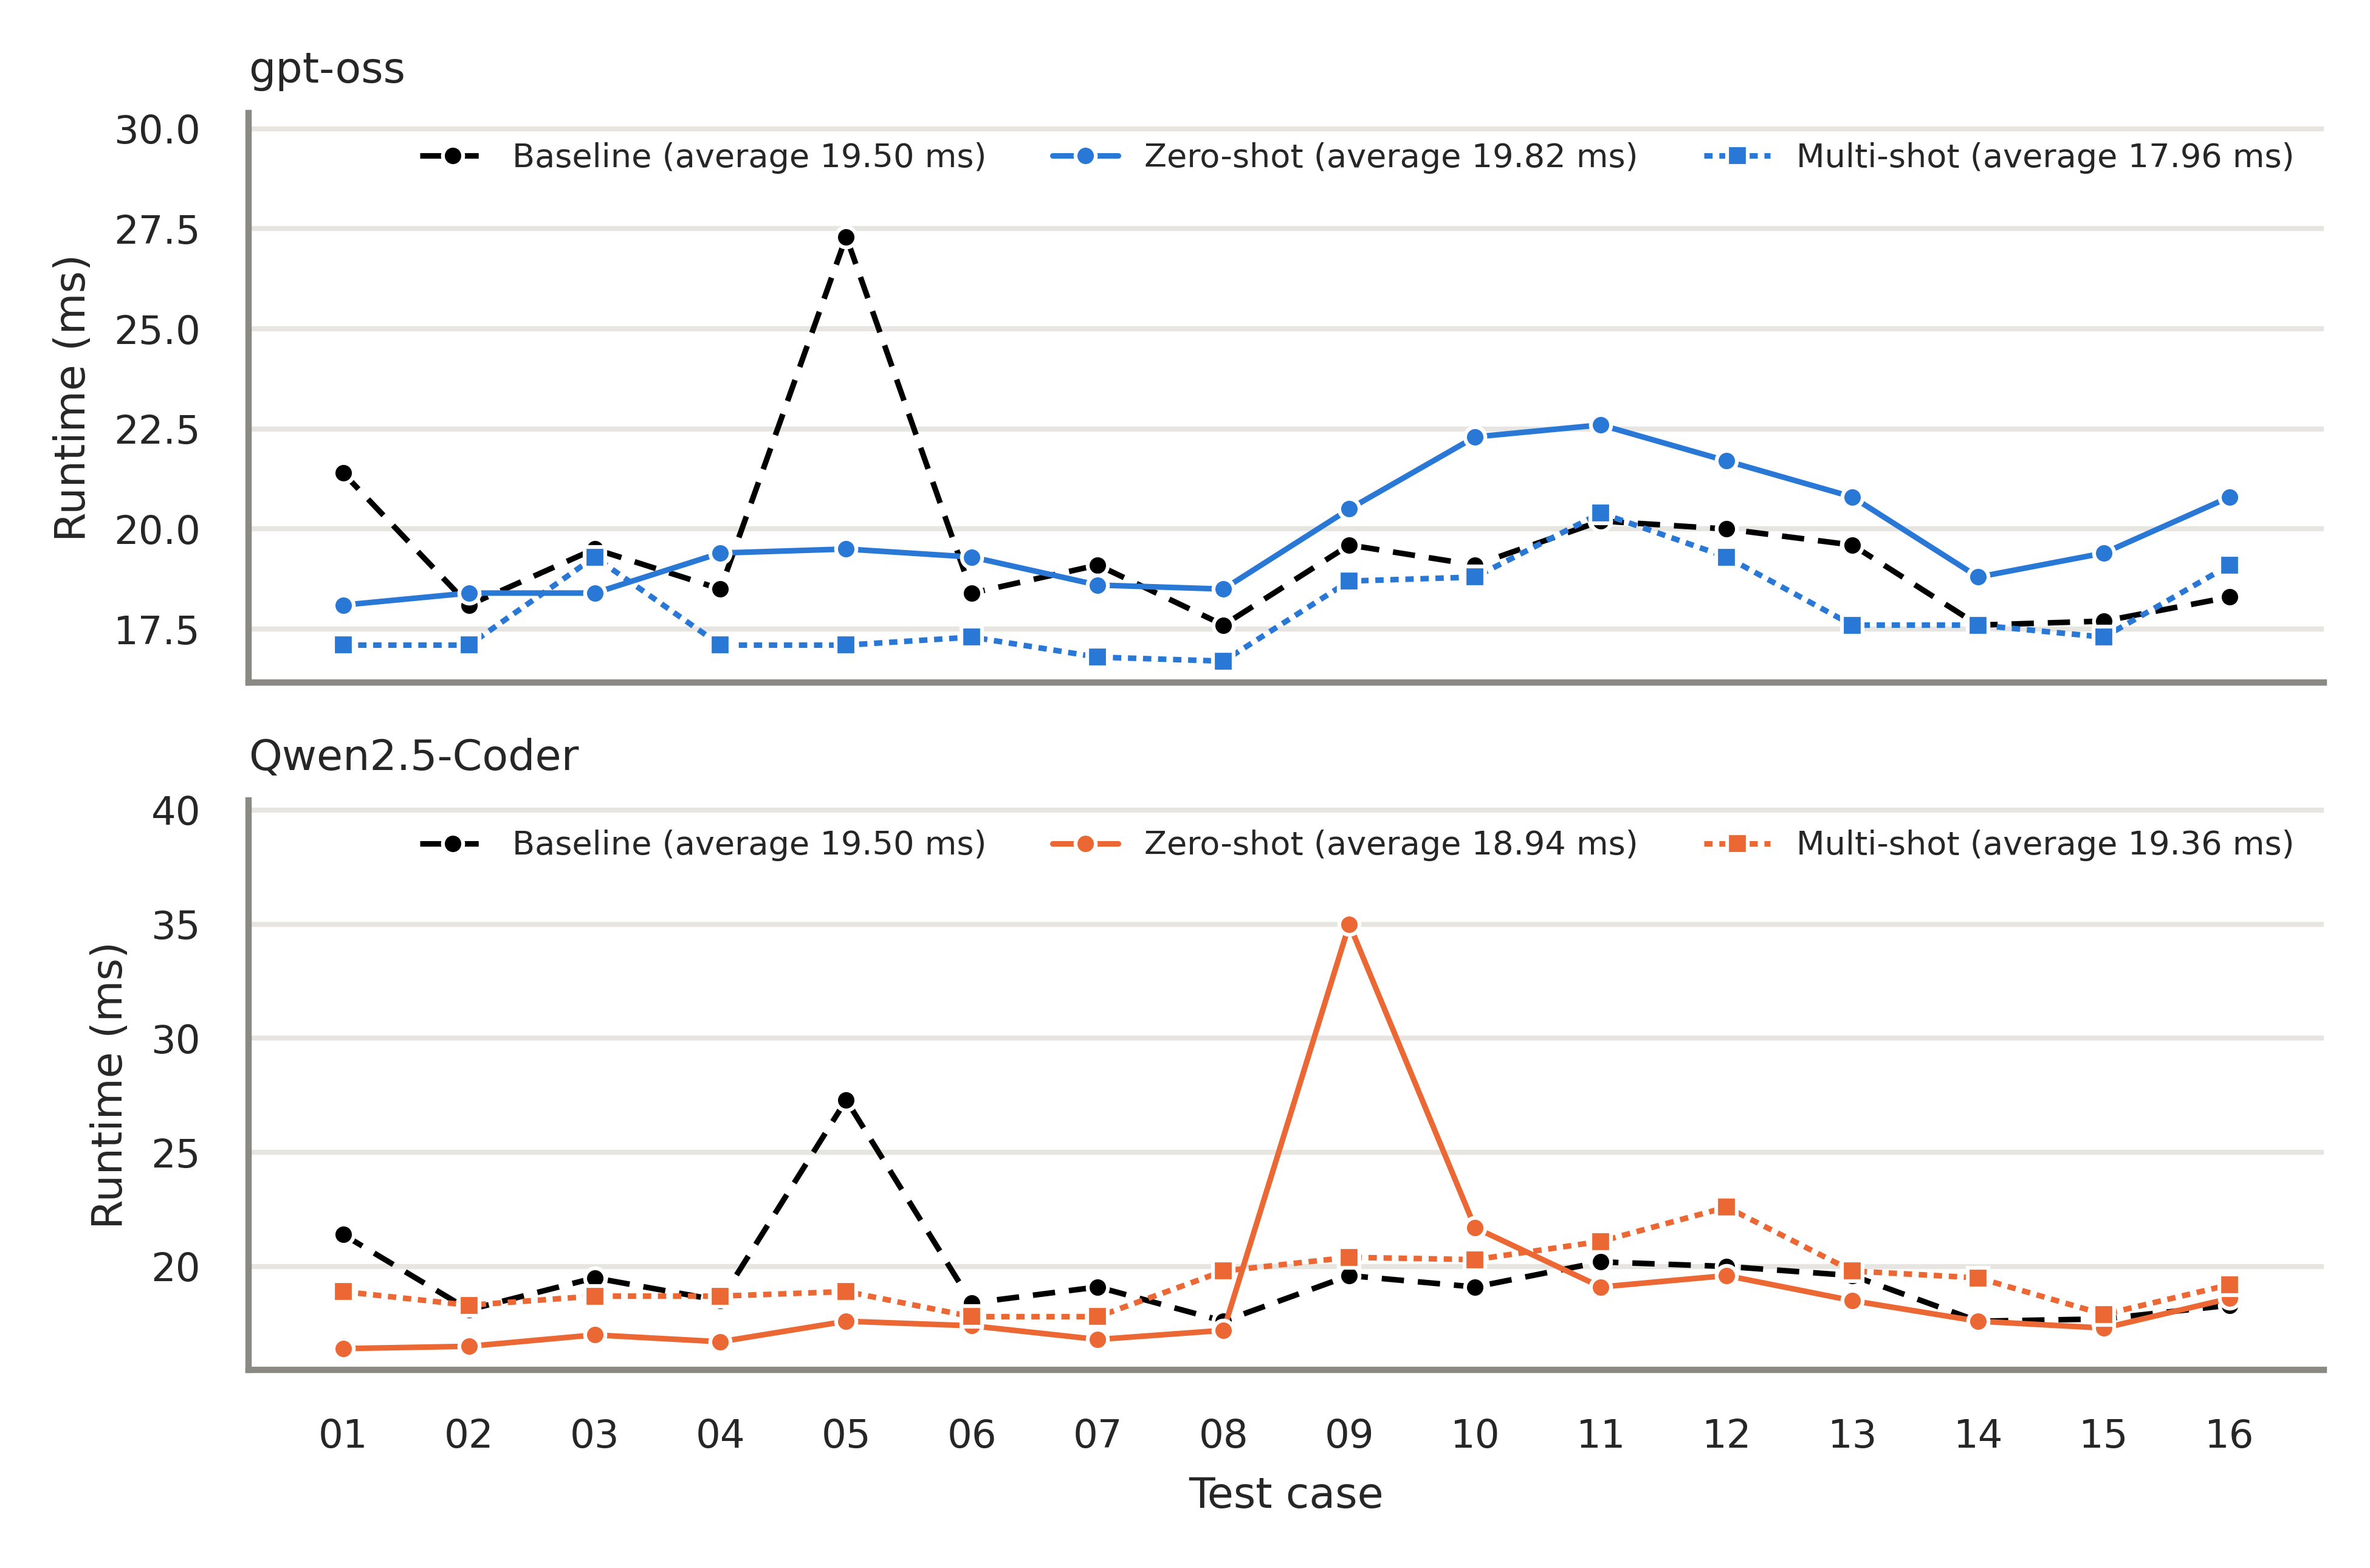 gpt-oss
30.0
Baseline (average 19.50 ms) Zero-shot (average 19.82 ms) Multi-shot (average 17.96 ms)
27.5
25.0
22.5
20.0
17.5
Runtime (ms)
Qwen2.5-Coder
40
Baseline (average 19.50 ms) Zero-shot (average 18.94 ms) Multi-shot (average 19.36 ms)
35
30
25
20
Runtime (ms)
01 02 03 04 05 06 07 08 09 10 11 12 13 14 15 16
Test case